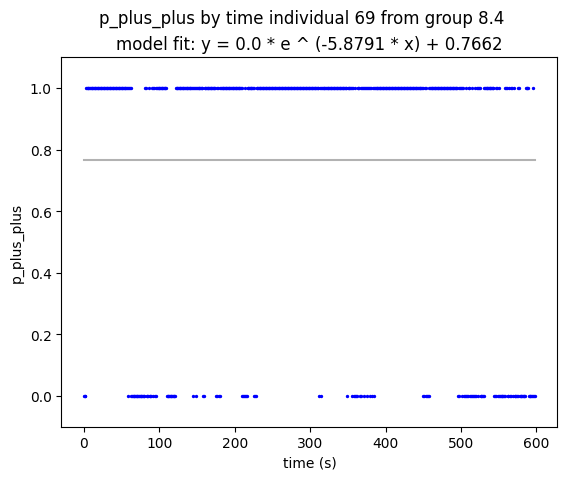 p_plus_plus by time individual 69 from group 8.4
model fit: y = 0.0 * e ^ (-5.8791 * x) + 0.7662
1.0
0.8
0.6
0.4
0.2
0.0
p_plus_plus
0 100 200 300 400 500 600
time (s)